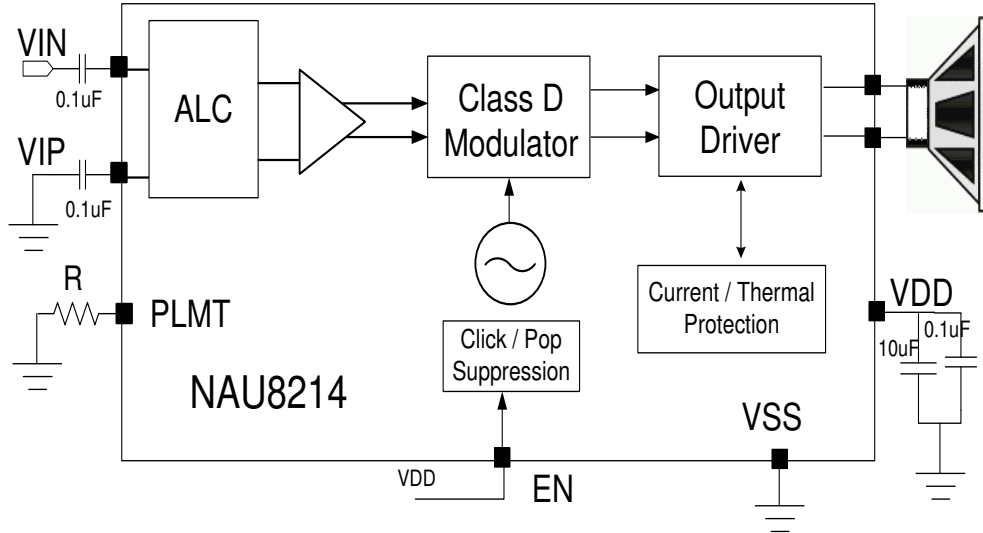 VIN
0.1uF
ALC
Class D
Modulator
Output
Driver
VIP
0.1uF
R
PLMT
Current / Thermal
Protection
VDD
0.1uF
10uF
Click / Pop
Suppression
NAU8214
VSS
VDD
EN